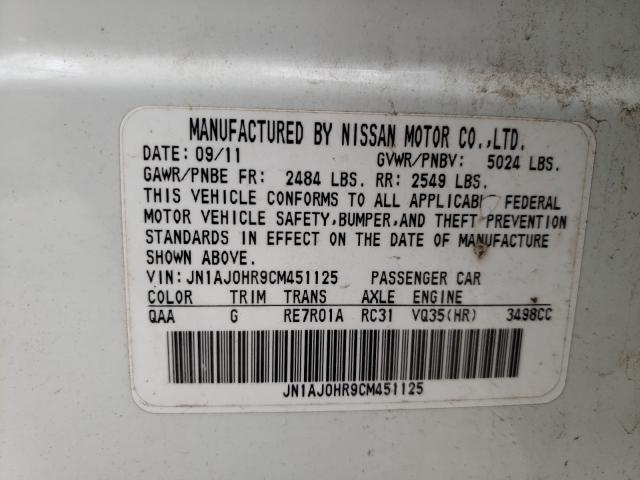 MANUFACTURED BY NISSAN MOTOR CO.,LTD.
DATE: 09/11 GVWR/PNBV: 5024 LBS.
GAWR/PNBE FR: 2484 LBS. RR: 2549 LBS.
THIS VEHICLE CONFORMS TO ALL FEDERAL
MOTOR VEHICLE SAFETY,BUMPER,AND THEFT PREVENTION
STANDARDS IN EFFECT ON THE DATE OF MANUFACTURE
SHOWN ABOVE.
VIN: JN1AJ0HR9CM451125 PASSENGER CAR
COLOR TRIM TRANS AXLE ENGINE
QAA G RE7R01A RC31 VQ35(HR) 3498CC
JN1AJ0HR9CM451125